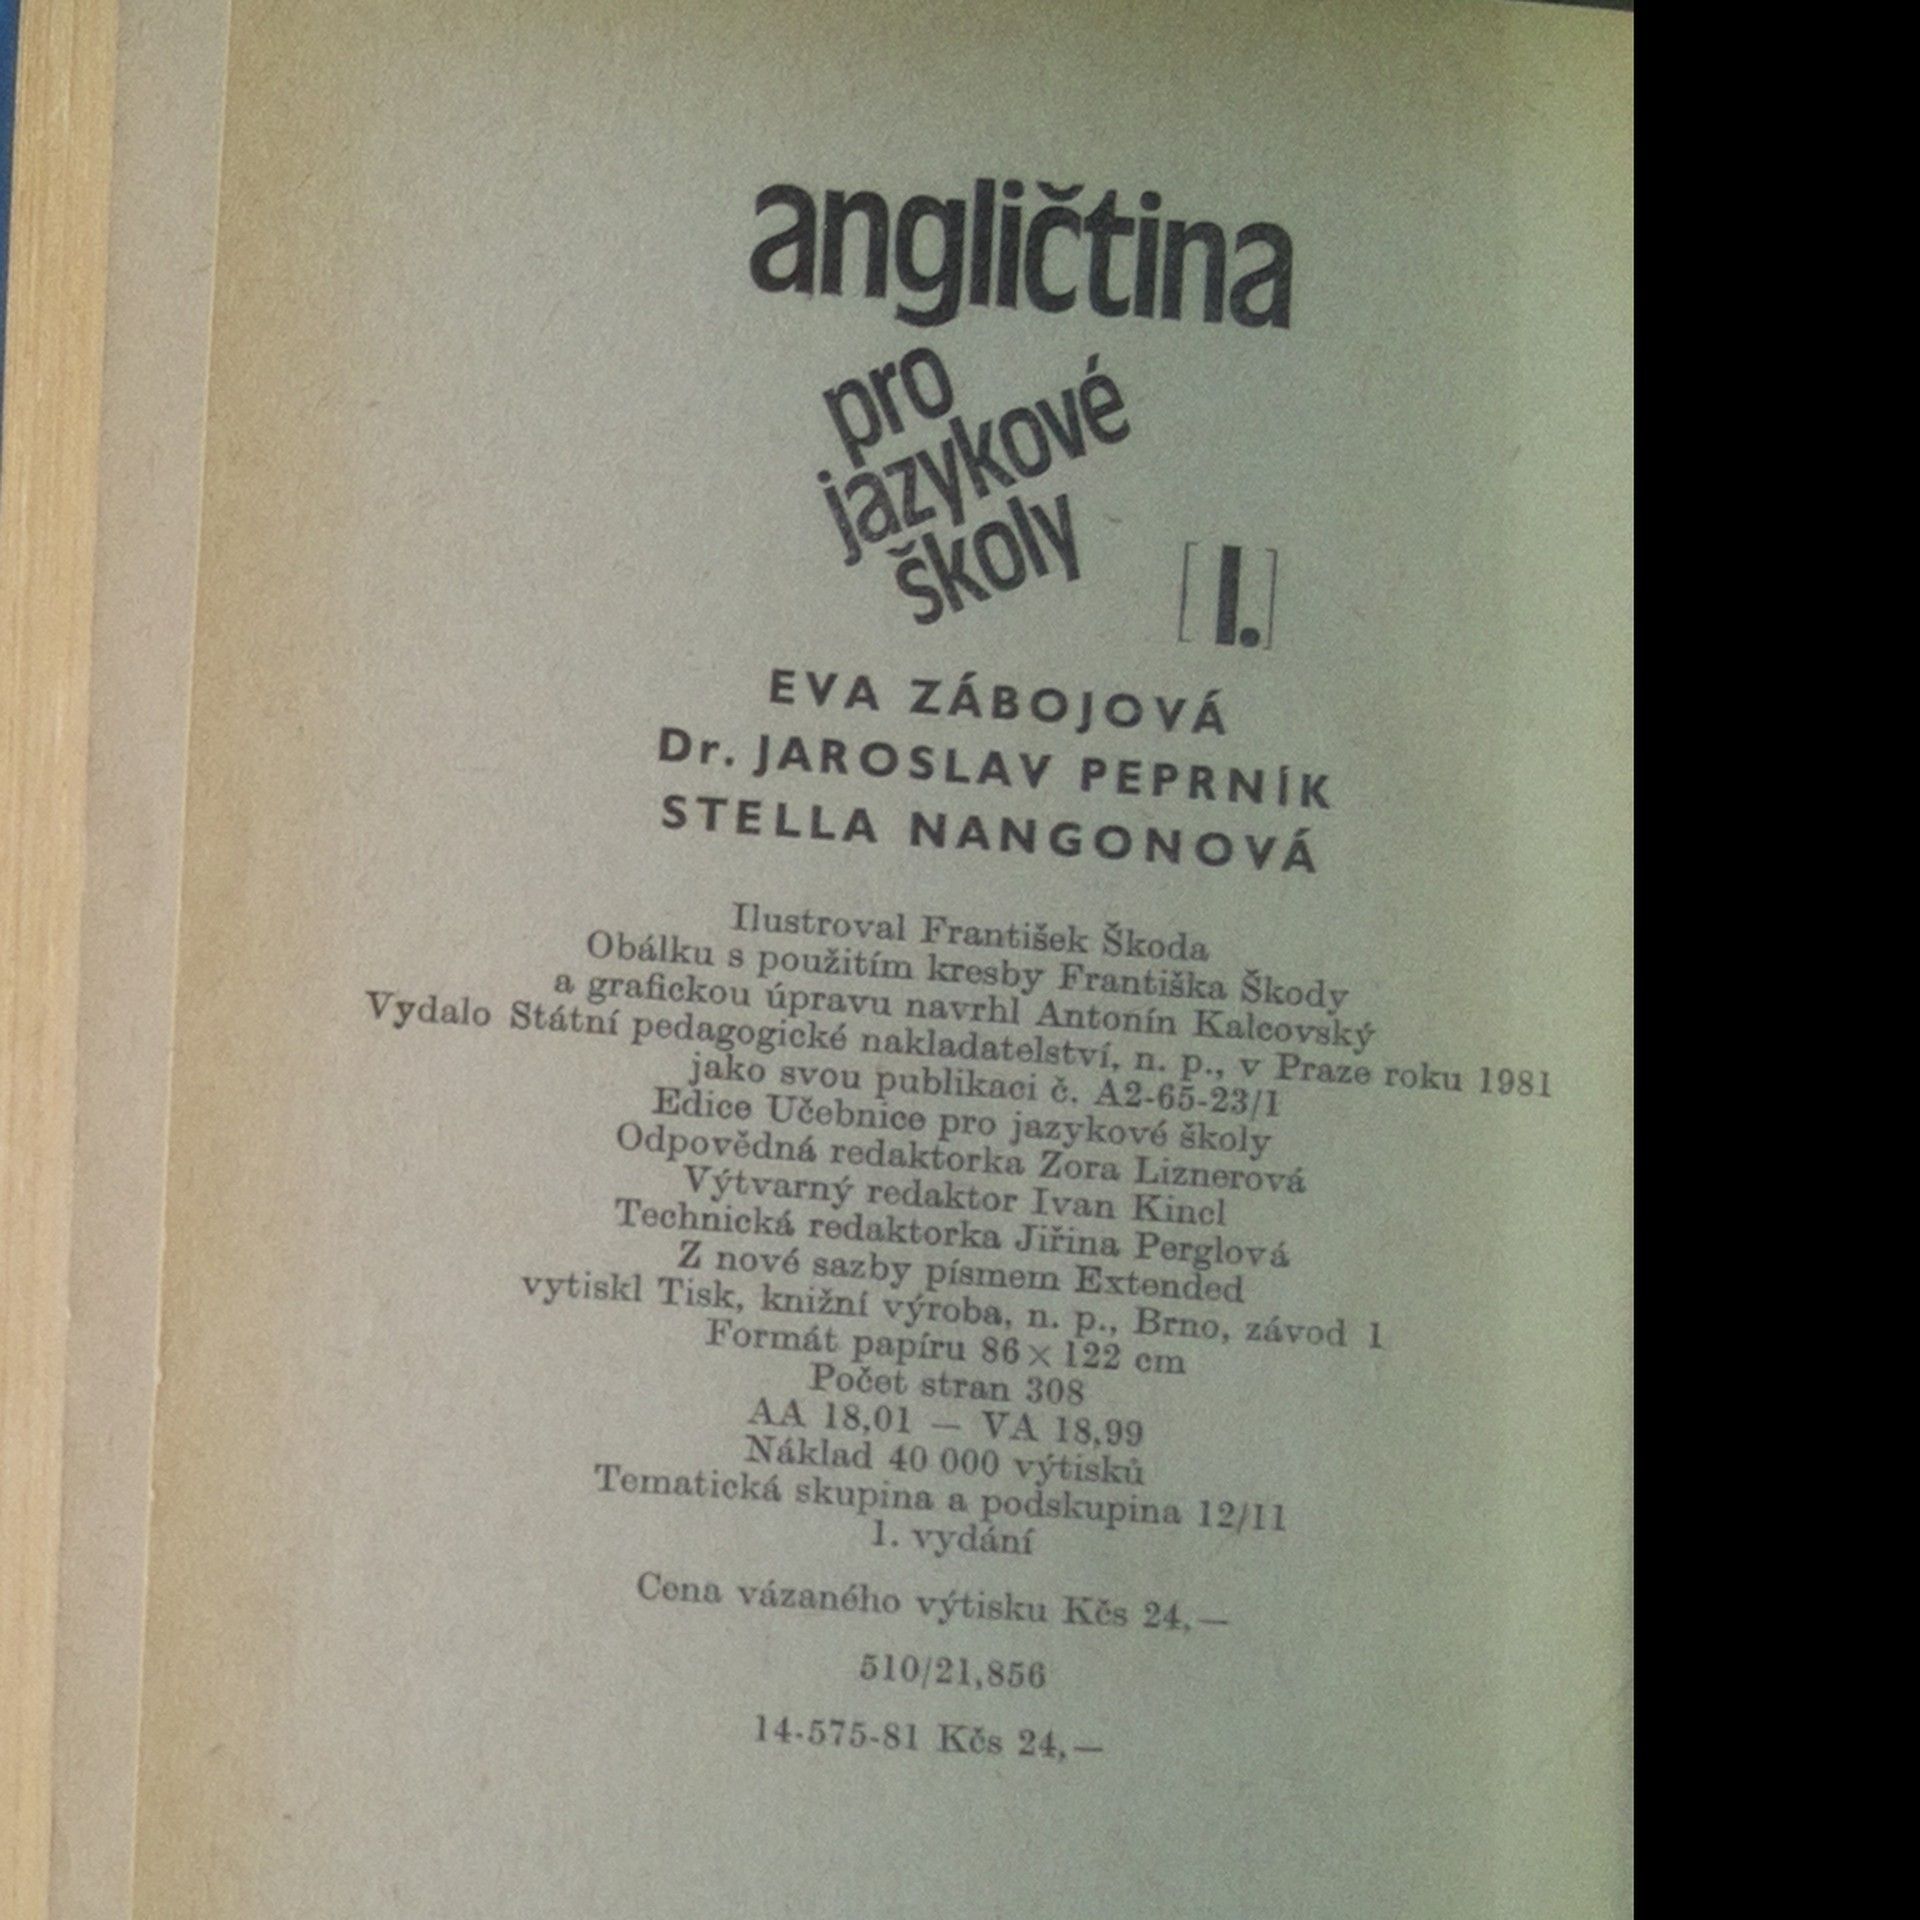 angličtina
pro
jazykové
školy
[I.]
EVA ZÁBOJOVÁ
Dr. JAROSLAV PEPRNÍK
STELLA NANGONOVÁ
Ilustroval František Škoda
Obálku s použitím kresby Františka Škody
a grafickou úpravu navrhl Antonín Kalcovský
Vydalo Státní pedagogické nakladatelství, n. p., v Praze roku 1981
jako svou publikaci č. A2-65-23/1
Edice Učebnice pro jazykové školy
Odpovědná redaktorka Zora Liznerová
Výtvarný redaktor Ivan Kincl
Technická redaktorka Jiřina Perglová
Z nové sazby písmem Extended
vytiskl Tisk, knižní výroba, n. p., Brno, závod 1
Formát papíru 86 × 122 cm
Počet stran 308
AA 18,01 — VA 18,99
Náklad 40 000 výtisků
Tematická skupina a podskupina 12/11
1. vydání
Cena vázaného výtisku Kčs 24,—
510/21,856
14-575-81 Kčs 24,—